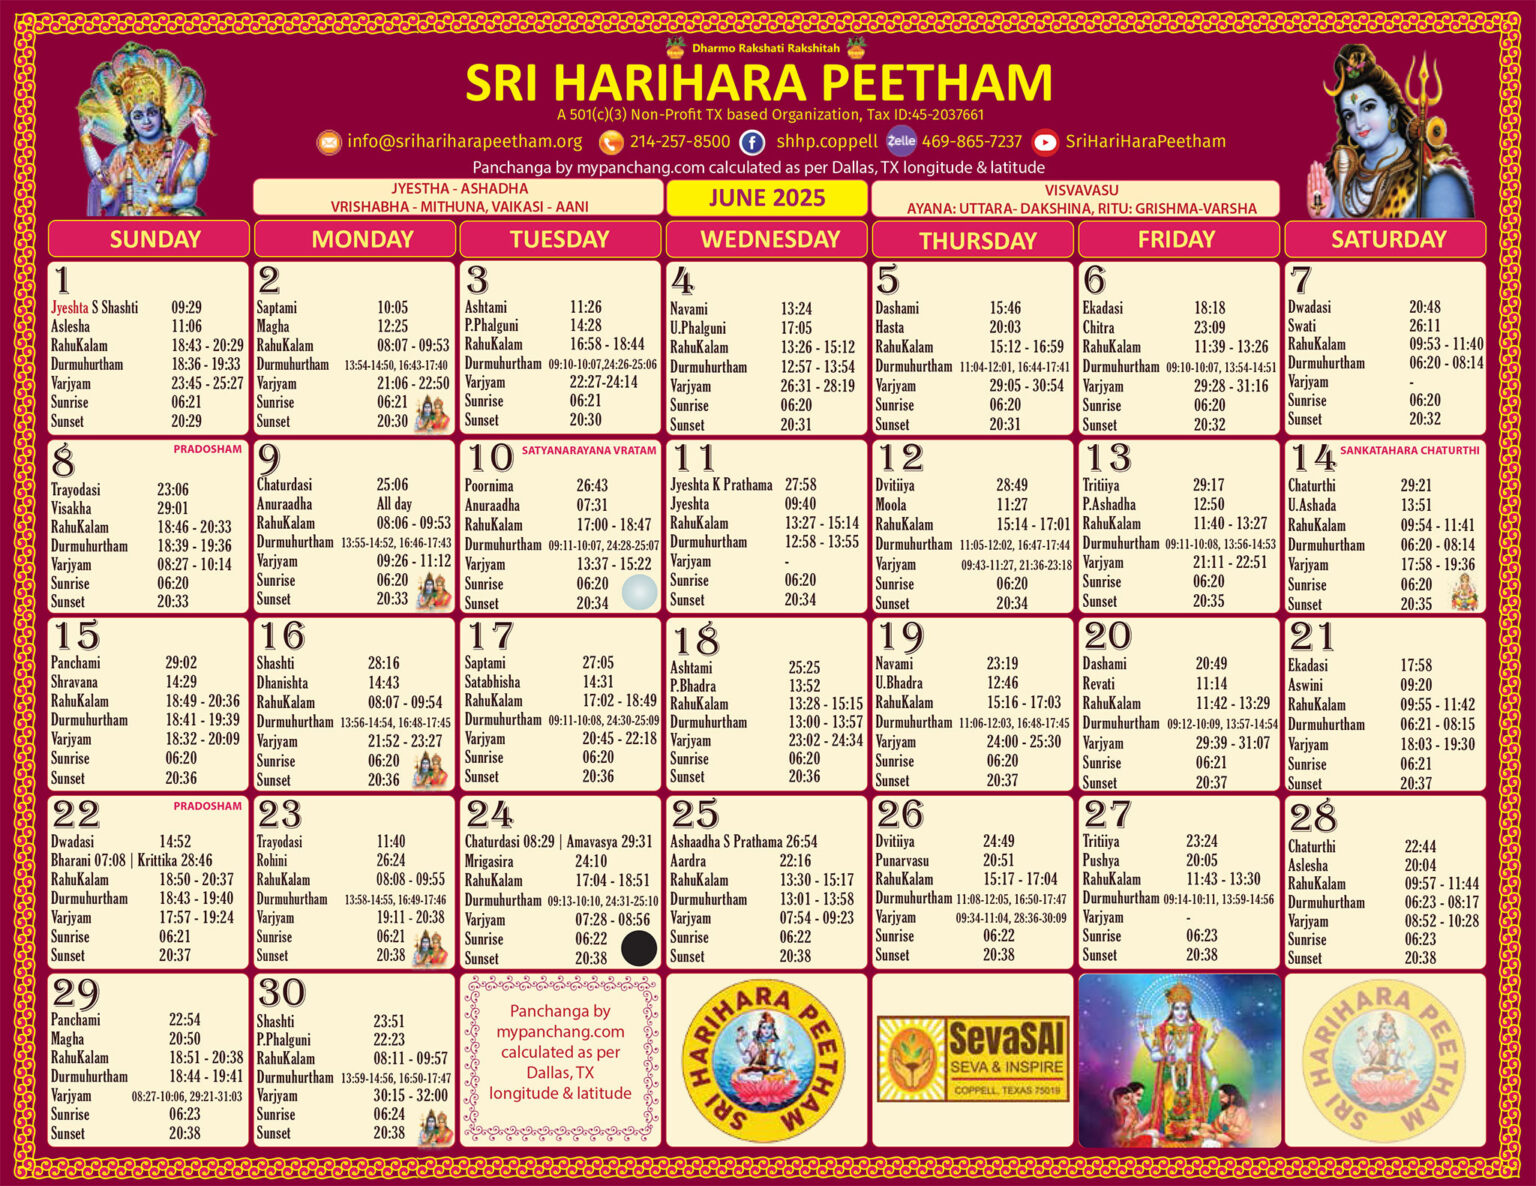 Dharmo Rakshati Rakshitah
SRI HARIHARA PEETHAM
A 501(c)(3) Non-Profit TX based Organization, Tax ID:45-2037661
info@srihariharapeetham.org 214-257-8500 shhp.coppell Zelle 469-865-7237 SriHariHaraPeetham
Panchanga by mypanchang.com calculated as per Dallas, TX longitude & latitude
JYESTHA - ASHADHA
VRISHABHA - MITHUNA, VAIKASI - AANI
JUNE 2025
VISVAVASU
AYANA: UTTARA- DAKSHINA, RITU: GRISHMA-VARSHA
SUNDAY MONDAY TUESDAY WEDNESDAY THURSDAY FRIDAY SATURDAY
1
Jyeshta S Shashti 09:29
Aslesha 11:06
RahuKalam 18:43 - 20:29
Durmuhurtham 18:36 - 19:33
Varjyam 23:45 - 25:27
Sunrise 06:21
Sunset 20:29
2
Saptami 10:05
Magha 12:25
RahuKalam 08:07 - 09:53
Durmuhurtham 13:54-14:50, 16:43-17:40
Varjyam 21:06 - 22:50
Sunrise 06:21
Sunset 20:30
3
Ashtami 11:26
P.Phalguni 14:28
RahuKalam 16:58 - 18:44
Durmuhurtham 09:10-10:07,24:26-25:06
Varjyam 22:27-24:14
Sunrise 06:21
Sunset 20:30
4
Navami 13:24
U.Phalguni 17:05
RahuKalam 13:26 - 15:12
Durmuhurtham 12:57 - 13:54
Varjyam 26:31 - 28:19
Sunrise 06:20
Sunset 20:31
5
Dashami 15:46
Hasta 20:03
RahuKalam 15:12 - 16:59
Durmuhurtham 11:04-12:01, 16:44-17:41
Varjyam 29:05 - 30:54
Sunrise 06:20
Sunset 20:31
6
Ekadasi 18:18
Chitra 23:09
RahuKalam 11:39 - 13:26
Durmuhurtham 09:10-10:07, 13:54-14:51
Varjyam 29:28 - 31:16
Sunrise 06:20
Sunset 20:32
7
Dwadasi 20:48
Swati 26:11
RahuKalam 09:53 - 11:40
Durmuhurtham 06:20 - 08:14
Varjyam -
Sunrise 06:20
Sunset 20:32
8 PRADOSHAM
Trayodasi 23:06
Visakha 29:01
RahuKalam 18:46 - 20:33
Durmuhurtham 18:39 - 19:36
Varjyam 08:27 - 10:14
Sunrise 06:20
Sunset 20:33
9
Chaturdasi 25:06
Anuraadha All day
RahuKalam 08:06 - 09:53
Durmuhurtham 13:55-14:52, 16:46-17:43
Varjyam 09:26 - 11:12
Sunrise 06:20
Sunset 20:33
10 SATYANARAYANA VRATAM
Poornima 26:43
Anuraadha 07:31
RahuKalam 17:00 - 18:47
Durmuhurtham 09:11-10:07, 24:28-25:07
Varjyam 13:37 - 15:22
Sunrise 06:20
Sunset 20:34
11
Jyeshta K Prathama 27:58
Jyeshta 09:40
RahuKalam 13:27 - 15:14
Durmuhurtham 12:58 - 13:55
Varjyam -
Sunrise 06:20
Sunset 20:34
12
Dvitiiya 28:49
Moola 11:27
RahuKalam 15:14 - 17:01
Durmuhurtham 11:05-12:02, 16:47-17:44
Varjyam 09:43-11:27, 21:36-23:18
Sunrise 06:20
Sunset 20:34
13
Tritiiya 29:17
P.Ashadha 12:50
RahuKalam 11:40 - 13:27
Durmuhurtham 09:11-10:08, 13:56-14:53
Varjyam 21:11 - 22:51
Sunrise 06:20
Sunset 20:35
14 SANKATAHARA CHATURTHI
Chaturthi 29:21
U.Ashada 13:51
RahuKalam 09:54 - 11:41
Durmuhurtham 06:20 - 08:14
Varjyam 17:58 - 19:36
Sunrise 06:20
Sunset 20:35
15
Panchami 29:02
Shravana 14:29
RahuKalam 18:49 - 20:36
Durmuhurtham 18:41 - 19:39
Varjyam 18:32 - 20:09
Sunrise 06:20
Sunset 20:36
16
Shashti 28:16
Dhanishta 14:43
RahuKalam 08:07 - 09:54
Durmuhurtham 13:56-14:54, 16:48-17:45
Varjyam 21:52 - 23:27
Sunrise 06:20
Sunset 20:36
17
Saptami 27:05
Satabhisha 14:31
RahuKalam 17:02 - 18:49
Durmuhurtham 09:11-10:08, 24:30-25:09
Varjyam 20:45 - 22:18
Sunrise 06:20
Sunset 20:36
18
Ashtami 25:25
P.Bhadra 13:52
RahuKalam 13:28 - 15:15
Durmuhurtham 13:00 - 13:57
Varjyam 23:02 - 24:34
Sunrise 06:20
Sunset 20:36
19
Navami 23:19
U.Bhadra 12:46
RahuKalam 15:16 - 17:03
Durmuhurtham 11:06-12:03, 16:48-17:45
Varjyam 24:00 - 25:30
Sunrise 06:20
Sunset 20:37
20
Dashami 20:49
Revati 11:14
RahuKalam 11:42 - 13:29
Durmuhurtham 09:12-10:09, 13:57-14:54
Varjyam 29:39 - 31:07
Sunrise 06:21
Sunset 20:37
21
Ekadasi 17:58
Aswini 09:20
RahuKalam 09:55 - 11:42
Durmuhurtham 06:21 - 08:15
Varjyam 18:03 - 19:30
Sunrise 06:21
Sunset 20:37
22 PRADOSHAM
Dwadasi 14:52
Bharani 07:08 | Krittika 28:46
RahuKalam 18:50 - 20:37
Durmuhurtham 18:43 - 19:40
Varjyam 17:57 - 19:24
Sunrise 06:21
Sunset 20:37
23
Trayodasi 11:40
Rohini 26:24
RahuKalam 08:08 - 09:55
Durmuhurtham 13:58-14:55, 16:49-17:46
Varjyam 19:11 - 20:38
Sunrise 06:21
Sunset 20:38
24
Chaturdasi 08:29 | Amavasya 29:31
Mrigasira 24:10
RahuKalam 17:04 - 18:51
Durmuhurtham 09:13-10:10, 24:31-25:10
Varjyam 07:28 - 08:56
Sunrise 06:22
Sunset 20:38
25
Ashaadha S Prathama 26:54
Aardra 22:16
RahuKalam 13:30 - 15:17
Durmuhurtham 13:01 - 13:58
Varjyam 07:54 - 09:23
Sunrise 06:22
Sunset 20:38
26
Dvitiiya 24:49
Punarvasu 20:51
RahuKalam 15:17 - 17:04
Durmuhurtham 11:08-12:05, 16:50-17:47
Varjyam 09:34-11:04, 28:36-30:09
Sunrise 06:22
Sunset 20:38
27
Tritiiya 23:24
Pushya 20:05
RahuKalam 11:43 - 13:30
Durmuhurtham 09:14-10:11, 13:59-14:56
Varjyam -
Sunrise 06:23
Sunset 20:38
28
Chaturthi 22:44
Aslesha 20:04
RahuKalam 09:57 - 11:44
Durmuhurtham 06:23 - 08:17
Varjyam 08:52 - 10:28
Sunrise 06:23
Sunset 20:38
29
Panchami 22:54
Magha 20:50
RahuKalam 18:51 - 20:38
Durmuhurtham 18:44 - 19:41
Varjyam 08:27-10:06, 29:21-31:03
Sunrise 06:23
Sunset 20:38
30
Shashti 23:51
P.Phalguni 22:23
RahuKalam 08:11 - 09:57
Durmuhurtham 13:59-14:56, 16:50-17:47
Varjyam 30:15 - 32:00
Sunrise 06:24
Sunset 20:38
Panchanga by
mypanchang.com
calculated as per
Dallas, TX
longitude & latitude
SRI HARIHARA PEETHAM
SevaSAI
SEVA & INSPIRE
COPPELL, TEXAS 75019
SRI HARIHARA PEETHAM